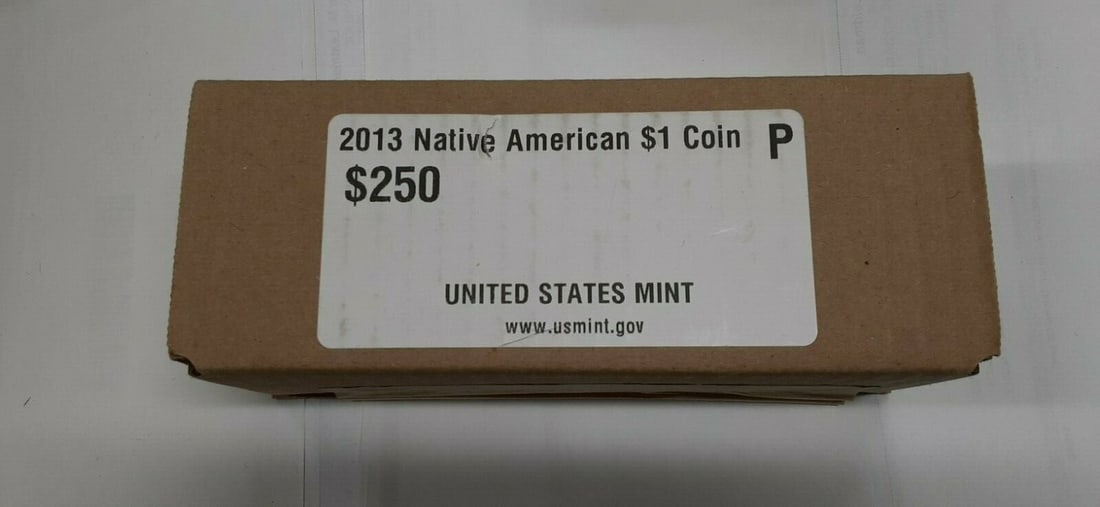 2013 Native American $1 Coin P
$250
UNITED STATES MINT
www.usmint.gov